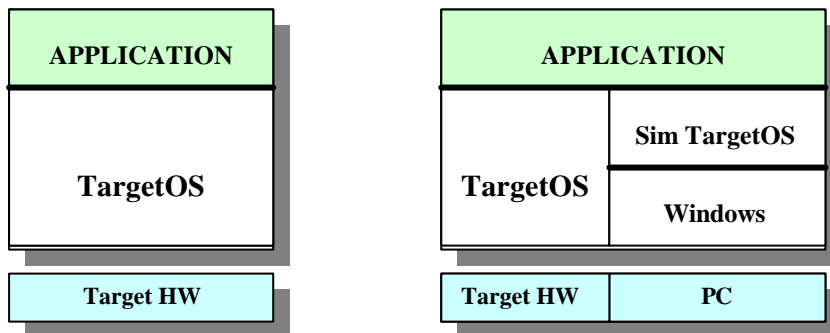 APPLICATION
TargetOS
Target HW
APPLICATION
TargetOS
Sim TargetOS
Windows
Target HW
PC